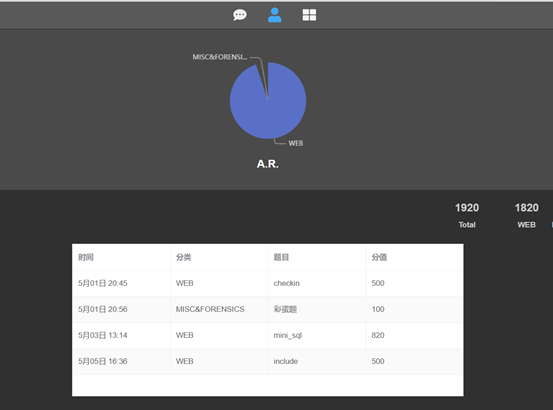 MISC&FORENSI...
WEB
A.R.
1920 1820
Total WEB
时间 分类 题目 分值
5月01日 20:45 WEB checkin 500
5月01日 20:56 MISC&FORENSICS 彩蛋题 100
5月03日 13:14 WEB mini_sql 820
5月05日 16:36 WEB include 500